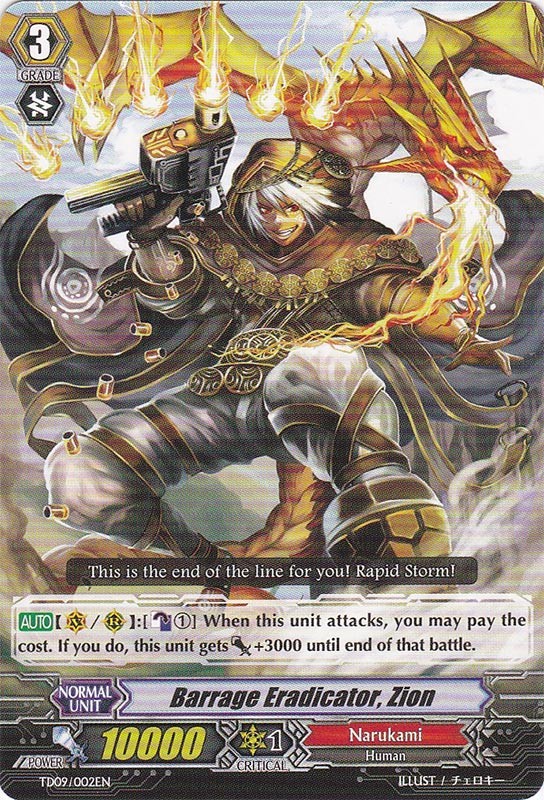 3
GRADE
This is the end of the line for you! Rapid Storm!
AUTO【 V / R 】:[ ①] When this unit attacks, you may pay the
cost. If you do, this unit gets +3000 until end of that battle.
NORMAL
UNIT
Barrage Eradicator, Zion
POWER
10000
1
CRITICAL
Narukami
Human
TD09/002EN
ILLUST / チェロキー